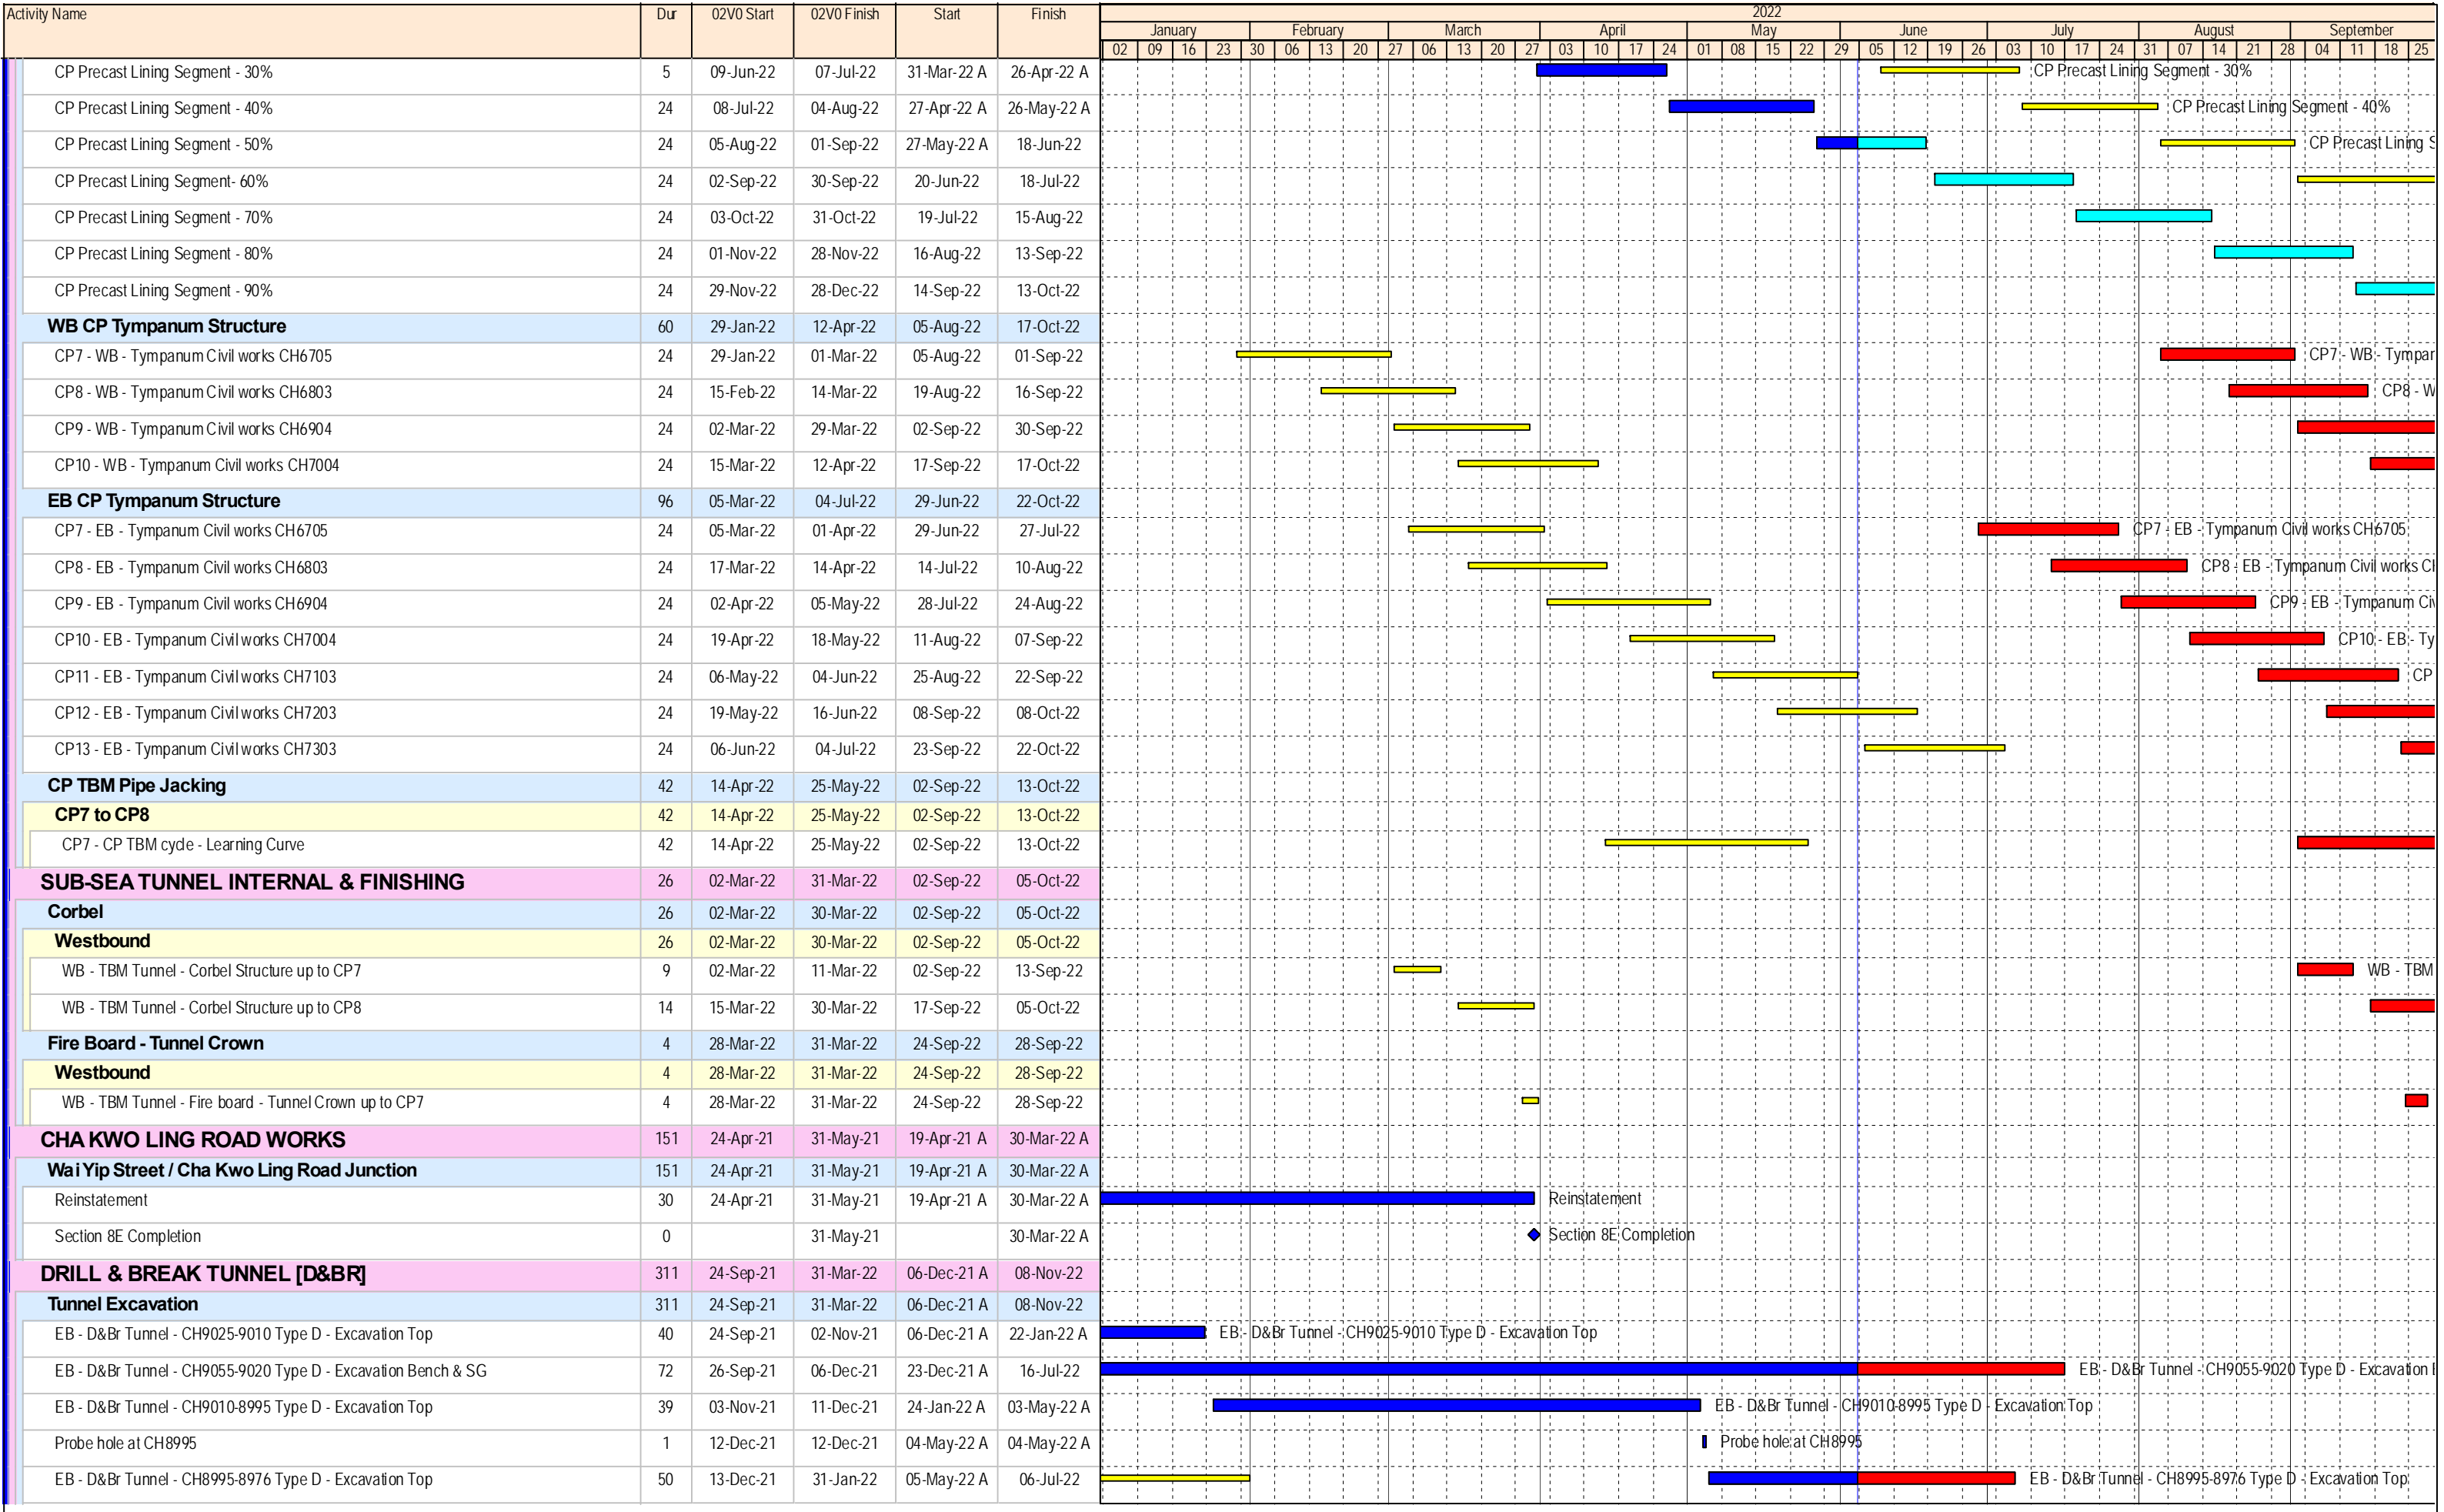 Activity Name Dur 02V0 Start 02V0 Finish Start Finish 2022
January February March April May June July August September
02 09 16 23 30 06 13 20 27 06 13 20 27 03 10 17 24 01 08 15 22 29 05 12 19 26 03 10 17 24 31 07 14 21 28 04 11 18 25
CP Precast Lining Segment - 30% 5 09-Jun-22 07-Jul-22 31-Mar-22 A 26-Apr-22 A CP Precast Lining Segment - 30%
CP Precast Lining Segment - 40% 24 08-Jul-22 04-Aug-22 27-Apr-22 A 26-May-22 A CP Precast Lining Segment - 40%
CP Precast Lining Segment - 50% 24 05-Aug-22 01-Sep-22 27-May-22 A 18-Jun-22 CP Precast Lining S
CP Precast Lining Segment- 60% 24 02-Sep-22 30-Sep-22 20-Jun-22 18-Jul-22
CP Precast Lining Segment - 70% 24 03-Oct-22 31-Oct-22 19-Jul-22 15-Aug-22
CP Precast Lining Segment - 80% 24 01-Nov-22 28-Nov-22 16-Aug-22 13-Sep-22
CP Precast Lining Segment - 90% 24 29-Nov-22 28-Dec-22 14-Sep-22 13-Oct-22
WB CP Tympanum Structure 60 29-Jan-22 12-Apr-22 05-Aug-22 17-Oct-22
CP7 - WB - Tympanum Civil works CH6705 24 29-Jan-22 01-Mar-22 05-Aug-22 01-Sep-22 CP7 - WB - Tympan
CP8 - WB - Tympanum Civil works CH6803 24 15-Feb-22 14-Mar-22 19-Aug-22 16-Sep-22 CP8 - W
CP9 - WB - Tympanum Civil works CH6904 24 02-Mar-22 29-Mar-22 02-Sep-22 30-Sep-22
CP10 - WB - Tympanum Civil works CH7004 24 15-Mar-22 12-Apr-22 17-Sep-22 17-Oct-22
EB CP Tympanum Structure 96 05-Mar-22 04-Jul-22 29-Jun-22 22-Oct-22
CP7 - EB - Tympanum Civil works CH6705 24 05-Mar-22 01-Apr-22 29-Jun-22 27-Jul-22 CP7 - EB - Tympanum Civil works CH6705
CP8 - EB - Tympanum Civil works CH6803 24 17-Mar-22 14-Apr-22 14-Jul-22 10-Aug-22 CP8 - EB - Tympanum Civil works CH
CP9 - EB - Tympanum Civil works CH6904 24 02-Apr-22 05-May-22 28-Jul-22 24-Aug-22 CP9 - EB - Tympanum Civ
CP10 - EB - Tympanum Civil works CH7004 24 19-Apr-22 18-May-22 11-Aug-22 07-Sep-22 CP10 - EB - Ty
CP11 - EB - Tympanum Civil works CH7103 24 06-May-22 04-Jun-22 25-Aug-22 22-Sep-22 CP
CP12 - EB - Tympanum Civil works CH7203 24 19-May-22 16-Jun-22 08-Sep-22 08-Oct-22
CP13 - EB - Tympanum Civil works CH7303 24 06-Jun-22 04-Jul-22 23-Sep-22 22-Oct-22
CP TBM Pipe Jacking 42 14-Apr-22 25-May-22 02-Sep-22 13-Oct-22
CP7 to CP8 42 14-Apr-22 25-May-22 02-Sep-22 13-Oct-22
CP7 - CP TBM cycle - Learning Curve 42 14-Apr-22 25-May-22 02-Sep-22 13-Oct-22
SUB-SEA TUNNEL INTERNAL & FINISHING 26 02-Mar-22 31-Mar-22 02-Sep-22 05-Oct-22
Corbel 26 02-Mar-22 30-Mar-22 02-Sep-22 05-Oct-22
Westbound 26 02-Mar-22 30-Mar-22 02-Sep-22 05-Oct-22
WB - TBM Tunnel - Corbel Structure up to CP7 9 02-Mar-22 11-Mar-22 02-Sep-22 13-Sep-22 WB - TBM
WB - TBM Tunnel - Corbel Structure up to CP8 14 15-Mar-22 30-Mar-22 17-Sep-22 05-Oct-22
Fire Board - Tunnel Crown 4 28-Mar-22 31-Mar-22 24-Sep-22 28-Sep-22
Westbound 4 28-Mar-22 31-Mar-22 24-Sep-22 28-Sep-22
WB - TBM Tunnel - Fire board - Tunnel Crown up to CP7 4 28-Mar-22 31-Mar-22 24-Sep-22 28-Sep-22
CHA KWO LING ROAD WORKS 151 24-Apr-21 31-May-21 19-Apr-21 A 30-Mar-22 A
Wai Yip Street / Cha Kwo Ling Road Junction 151 24-Apr-21 31-May-21 19-Apr-21 A 30-Mar-22 A
Reinstatement 30 24-Apr-21 31-May-21 19-Apr-21 A 30-Mar-22 A Reinstatement
Section 8E Completion 0 31-May-21 30-Mar-22 A Section 8E Completion
DRILL & BREAK TUNNEL [D&BR] 311 24-Sep-21 31-Mar-22 06-Dec-21 A 08-Nov-22
Tunnel Excavation 311 24-Sep-21 31-Mar-22 06-Dec-21 A 08-Nov-22
EB - D&Br Tunnel - CH9025-9010 Type D - Excavation Top 40 24-Sep-21 02-Nov-21 06-Dec-21 A 22-Jan-22 A EB - D&Br Tunnel - CH9025-9010 Type D - Excavation Top
EB - D&Br Tunnel - CH9055-9020 Type D - Excavation Bench & SG 72 26-Sep-21 06-Dec-21 23-Dec-21 A 16-Jul-22 EB - D&Br Tunnel - CH9055-9020 Type D - Excavation
EB - D&Br Tunnel - CH9010-8995 Type D - Excavation Top 39 03-Nov-21 11-Dec-21 24-Jan-22 A 03-May-22 A EB - D&Br Tunnel - CH9010-8995 Type D - Excavation Top
Probe hole at CH8995 1 12-Dec-21 12-Dec-21 04-May-22 A 04-May-22 A Probe hole at CH8995
EB - D&Br Tunnel - CH8995-8976 Type D - Excavation Top 50 13-Dec-21 31-Jan-22 05-May-22 A 06-Jul-22 EB - D&Br Tunnel - CH8995-8976 Type D - Excavation Top